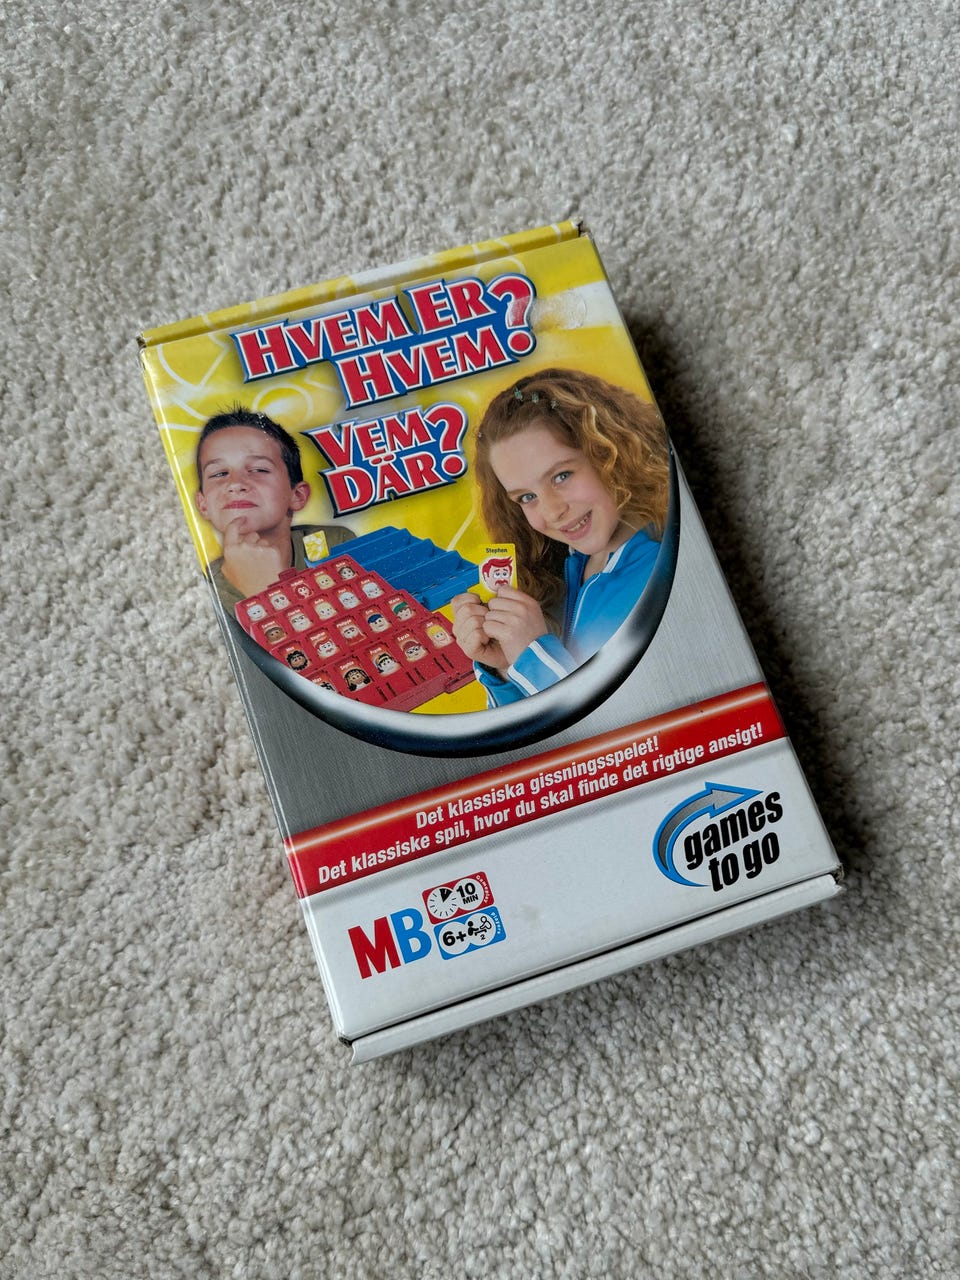 HVEM ER
HVEM?
VEM
DÄR?
Stephen
Det klassiska gissningsspelet!
Det klassiske spil, hvor du skal finde det rigtige ansigt!
games
to go
MB
10
MIN
6+
2